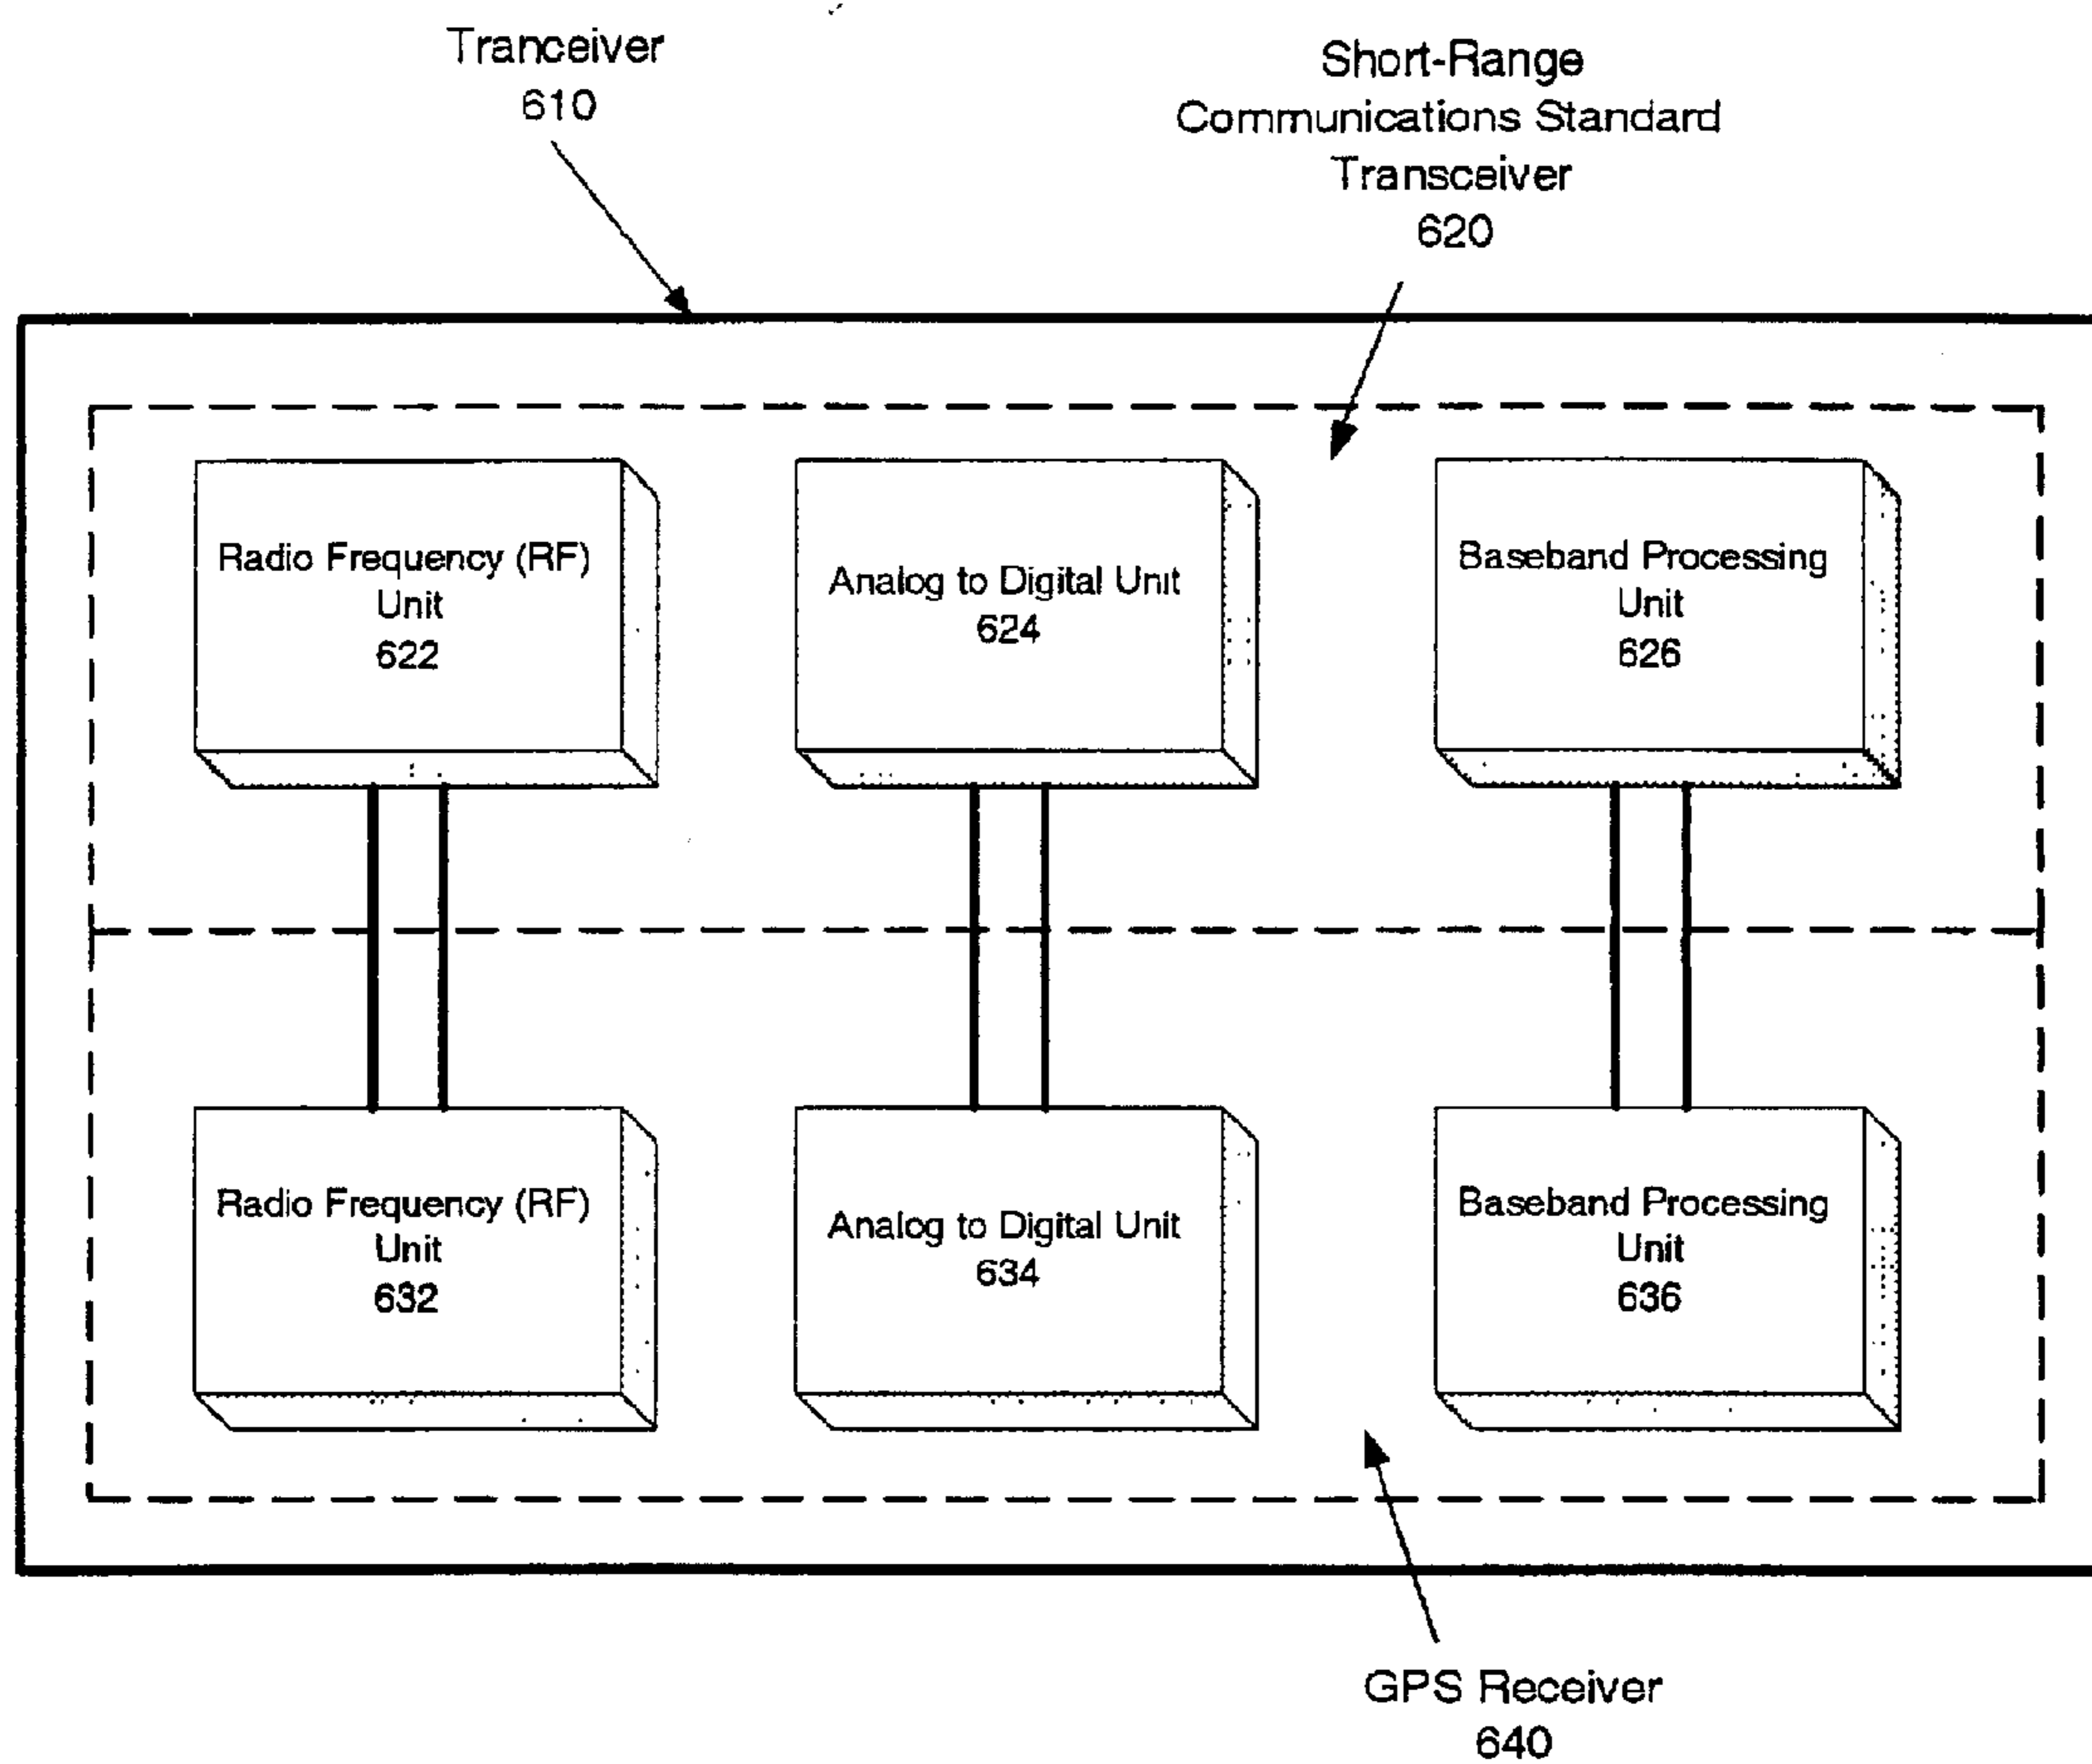 Tranceiver
610
Short-Range
Communications Standard
Transceiver
620
Radio Frequency (RF)
Unit
622
Analog to Digital Unit
624
Baseband Processing
Unit
626
Radio Frequency (RF)
Unit
632
Analog to Digital Unit
634
Baseband Processing
Unit
636
GPS Receiver
640